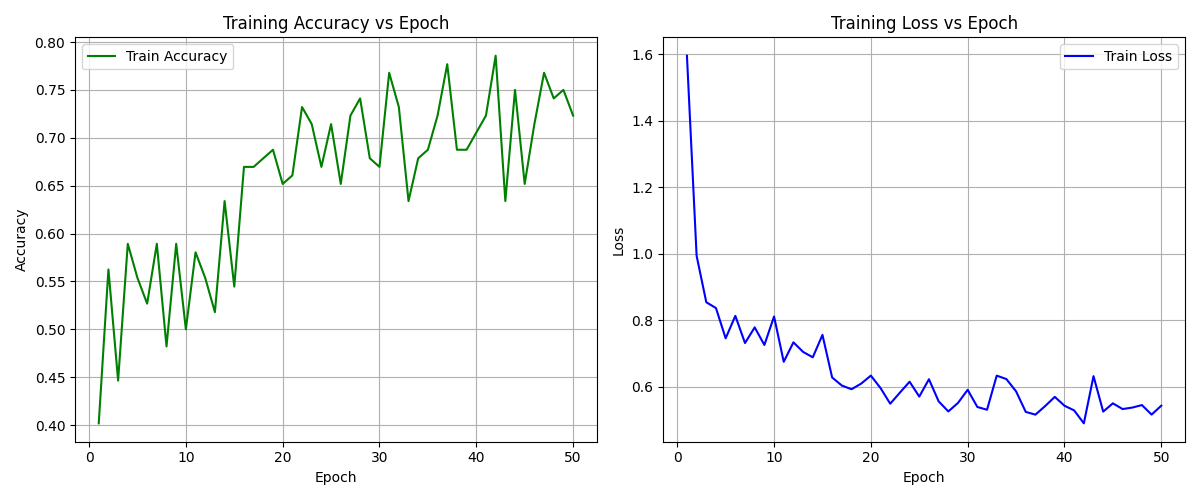 Training Accuracy vs Epoch
Train Accuracy
Accuracy
0.80
0.75
0.70
0.65
0.60
0.55
0.50
0.45
0.40
0 10 20 30 40 50
Epoch
Training Loss vs Epoch
Train Loss
Loss
1.6
1.4
1.2
1.0
0.8
0.6
0 10 20 30 40 50
Epoch